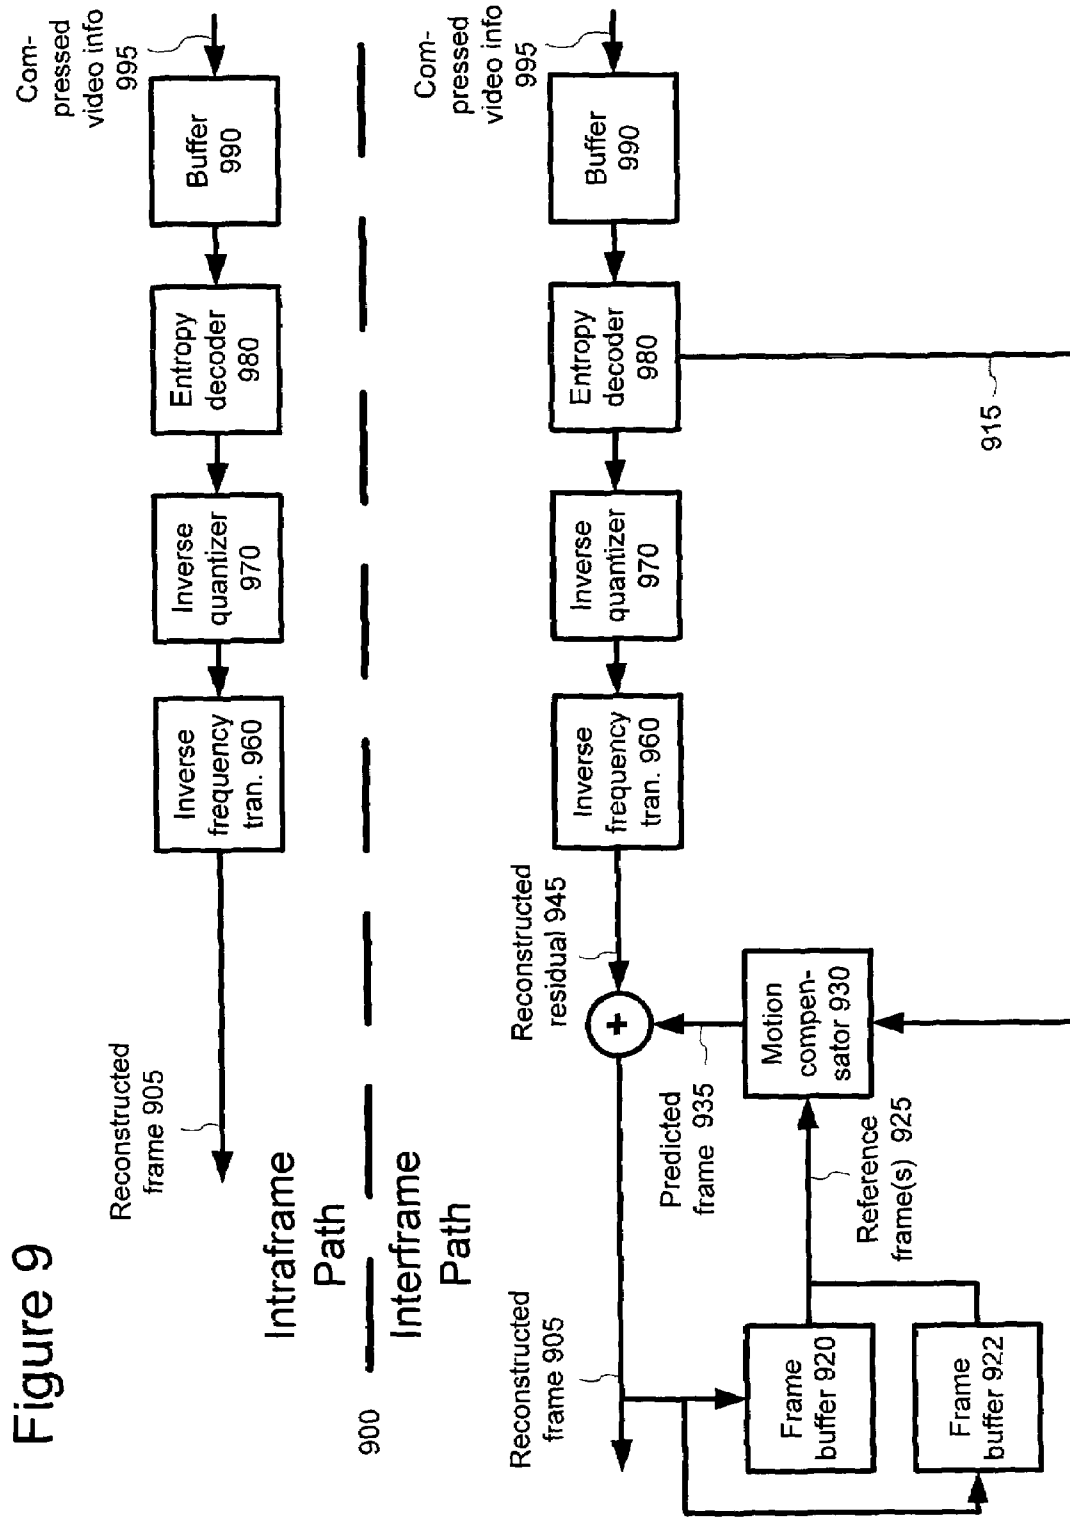 Figure 9
Reconstructed
frame 905
Inverse
frequency
tran. 960
Inverse
quantizer
970
Entropy
decoder
980
Buffer
990
Com-
pressed
video info
995
Intraframe
Path
900
Interframe
Path
Reconstructed
frame 905
Reconstructed
residual 945
+
Inverse
frequency
tran. 960
Inverse
quantizer
970
Entropy
decoder
980
Buffer
990
Com-
pressed
video info
995
Predicted
frame 935
Motion
compen-
sator 930
Reference
frame(s) 925
Frame
buffer 920
Frame
buffer 922
915